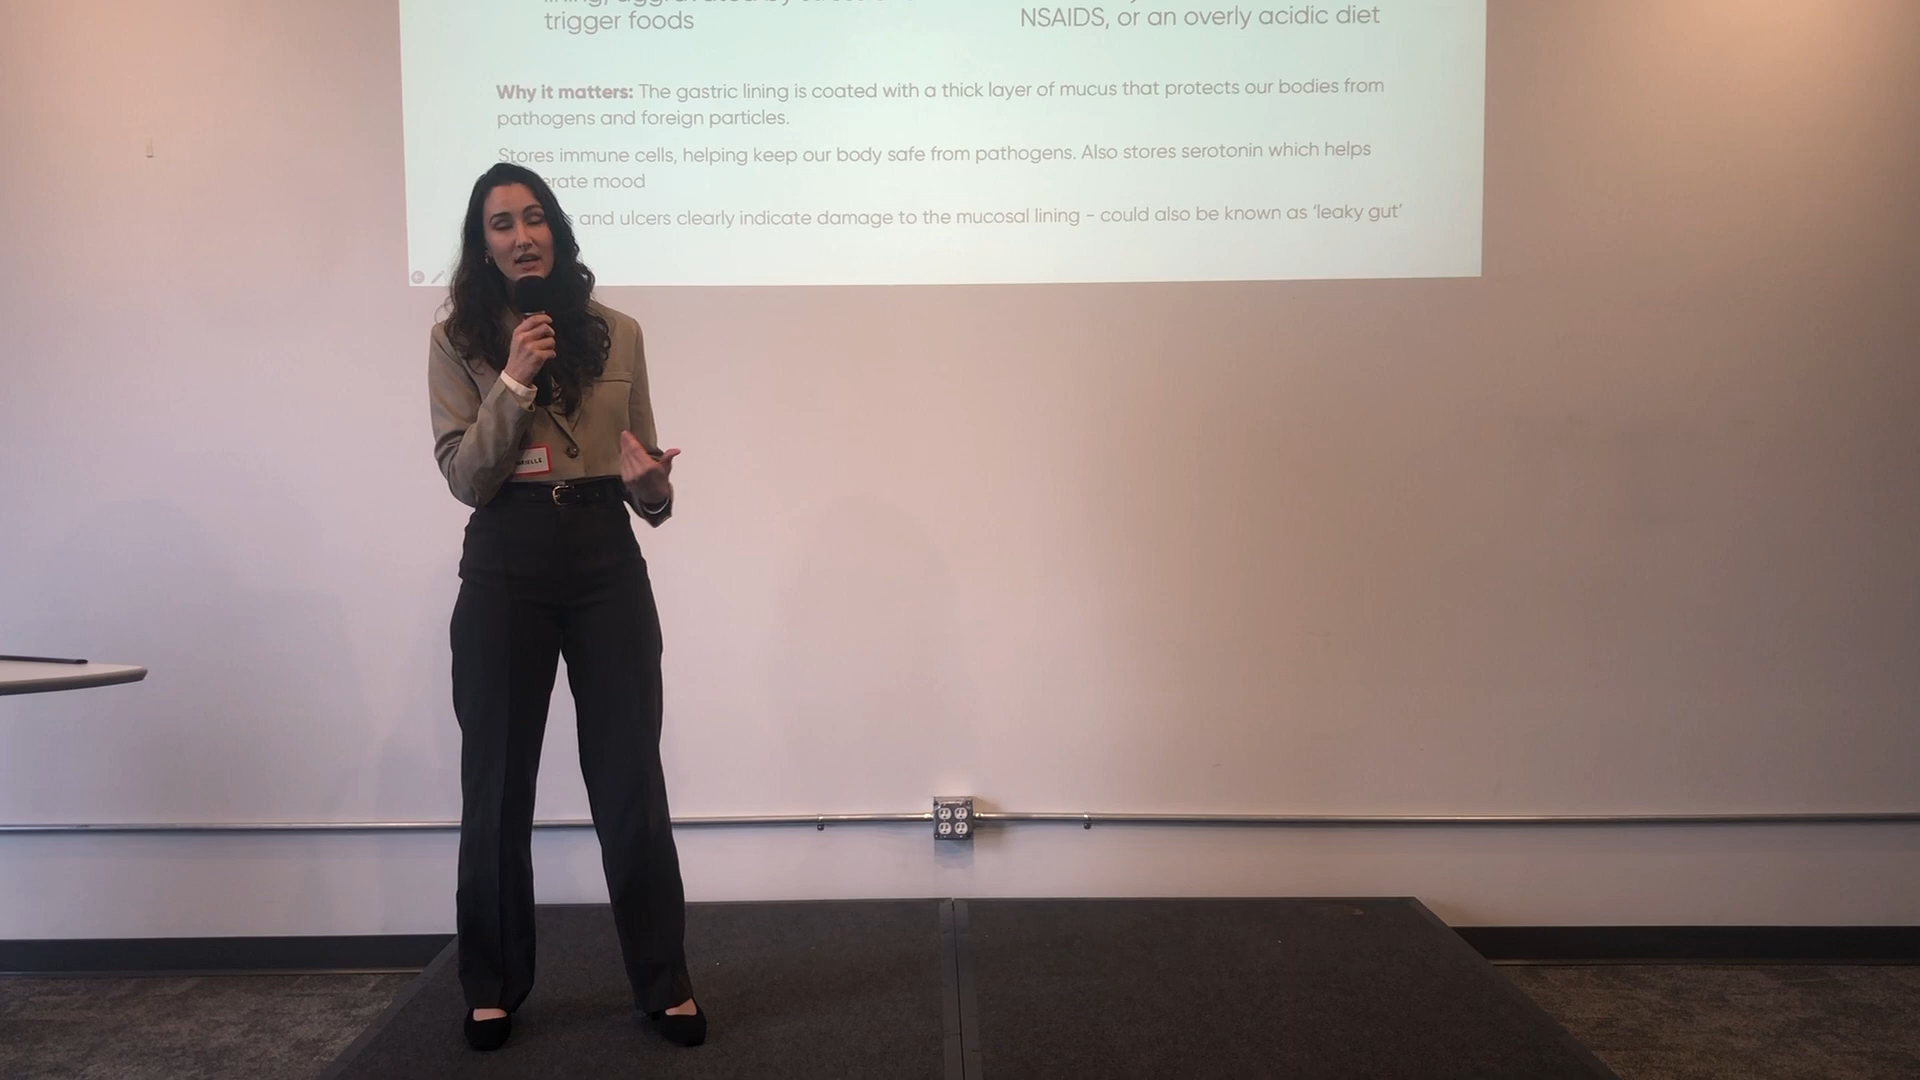 trigger foods
NSAIDS, or an overly acidic diet
Why it matters: The gastric lining is coated with a thick layer of mucus that protects our bodies from
pathogens and foreign particles.
Stores immune cells, helping keep our body safe from pathogens. Also stores serotonin which helps
erate mood
s and ulcers clearly indicate damage to the mucosal lining - could also be known as 'leaky gut'
RIELLE